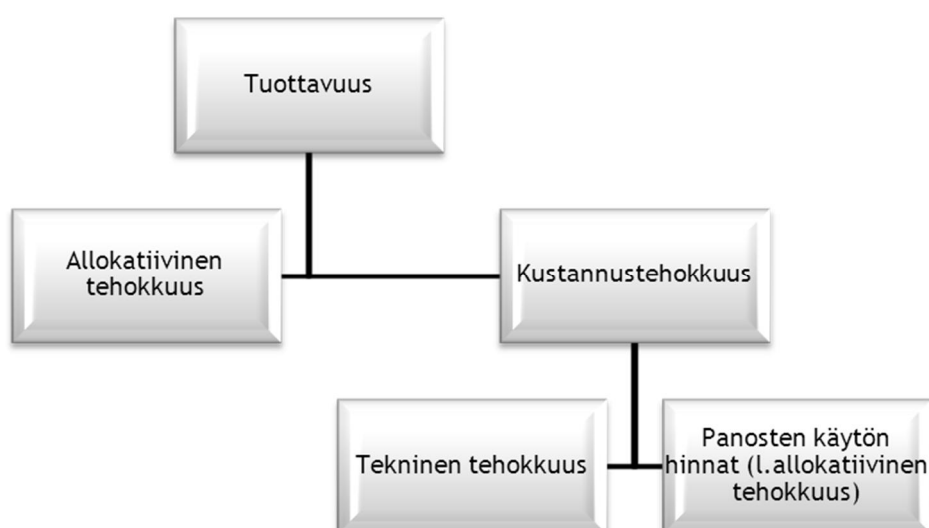 Tuottavuus
Allokatiivinen
tehokkuus
Kustannustehokkuus
Tekninen tehokkuus
Panosten käytön
hinnat (l.allokatiivinen
tehokkuus)